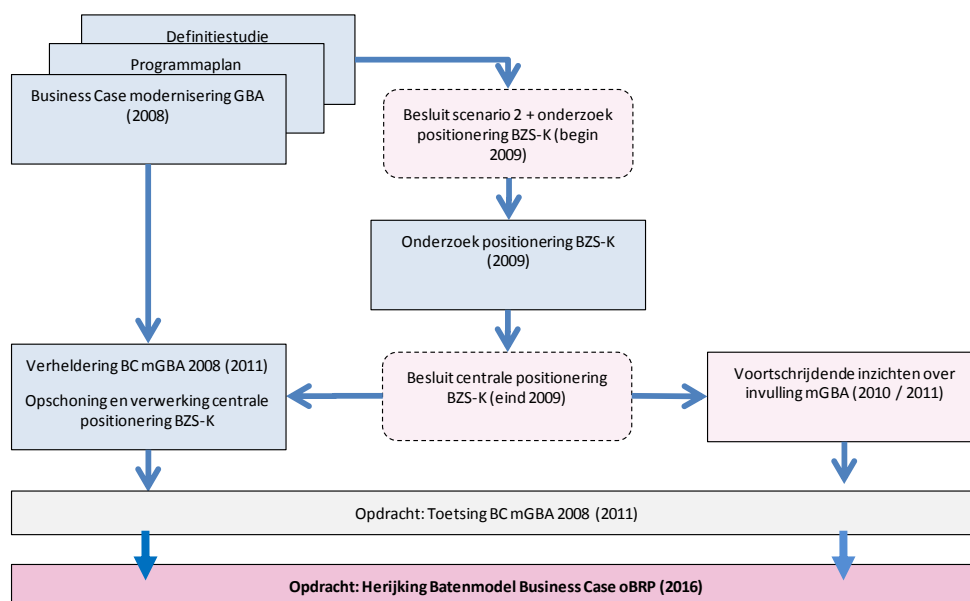 Definitiestudie
Programmaplan
Business Case modernisering GBA
(2008)
Besluit scenario 2 + onderzoek
positionering BZS-K (begin
2009)
Onderzoek positionering BZS-K
(2009)
Verheldering BC mGBA 2008 (2011)
Opschoning en verwerking centrale
positionering BZS-K
Besluit centrale positionering
BZS-K (eind 2009)
Voortschrijdende inzichten over
invulling mGBA (2010 / 2011)
Opdracht: Toetsing BC mGBA 2008 (2011)
Opdracht: Herijking Batenmodel Business Case oBRP (2016)